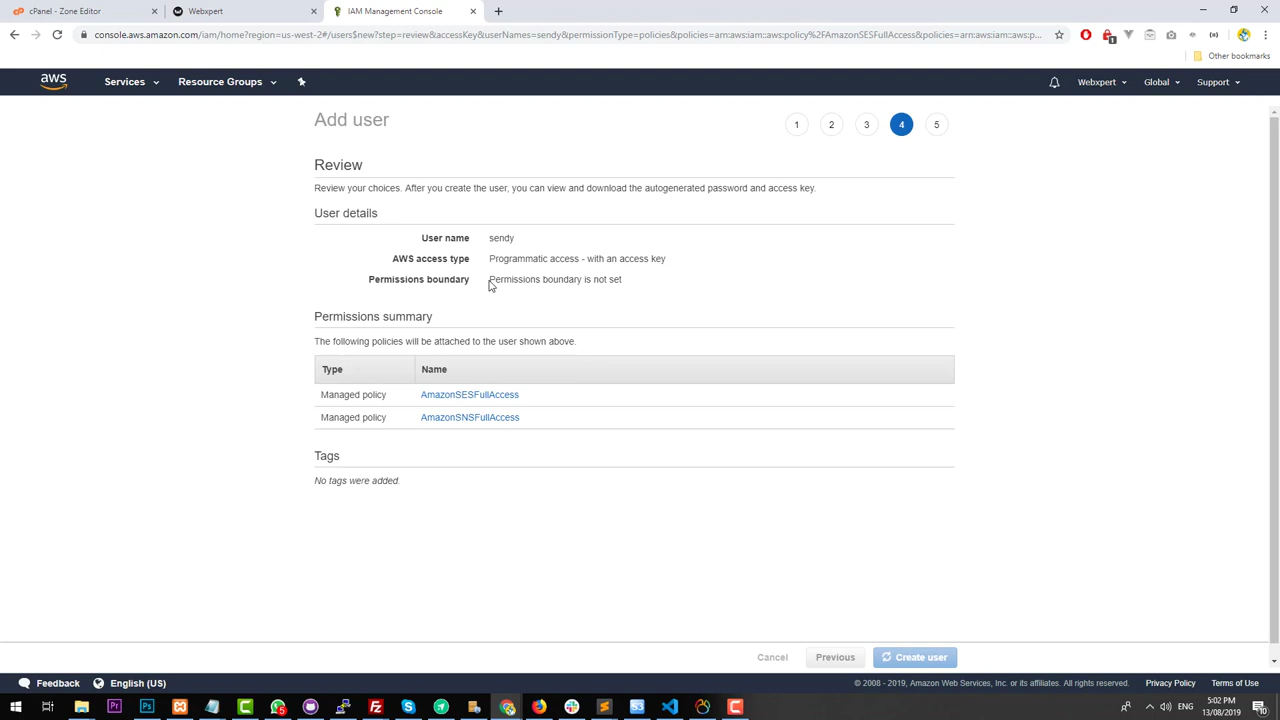 cPanel - Zone Editor
Webxpert
IAM Management Console
console.aws.amazon.com/iam/home?region=us-west-2#/users$new?step=review&accessKey&userNames=sendy&permissionType=policies&policies=arn:aws:iam::aws:policy%2FAmazonSESFullAccess&policies=arn:aws:iam::aws:p...
Other bookmarks
aws
Services
Resource Groups
Webxpert
Global
Support
Add user
1
2
3
4
5
Review
Review your choices. After you create the user, you can view and download the autogenerated password and access key.
User details
User name sendy
AWS access type Programmatic access - with an access key
Permissions boundary Permissions boundary is not set
Permissions summary
The following policies will be attached to the user shown above.
Type Name
Managed policy AmazonSESFullAccess
Managed policy AmazonSNSFullAccess
Tags
No tags were added.
Cancel
Previous
Create user
Feedback
English (US)
© 2008 - 2019, Amazon Web Services, Inc. or its affiliates. All rights reserved.
Privacy Policy
Terms of Use
5:02 PM
13/08/2019